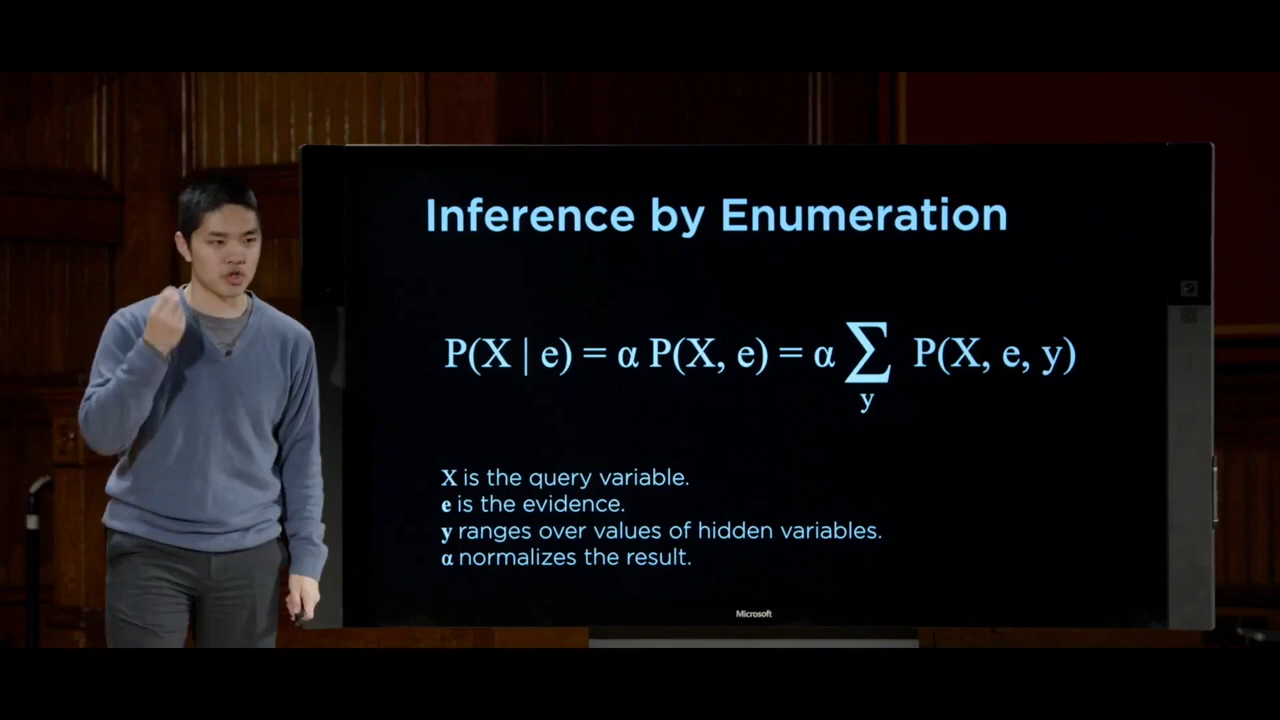 Inference by Enumeration
P(X | e) = α P(X, e) = α ∑ P(X, e, y)
y
X is the query variable.
e is the evidence.
y ranges over values of hidden variables.
α normalizes the result.
Microsoft